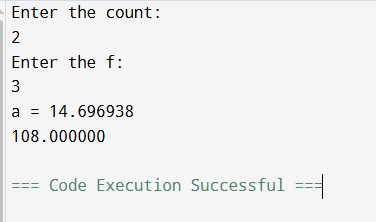 Enter the count:
2
Enter the f:
3
a = 14.696938
108.000000
=== Code Execution Successful ===